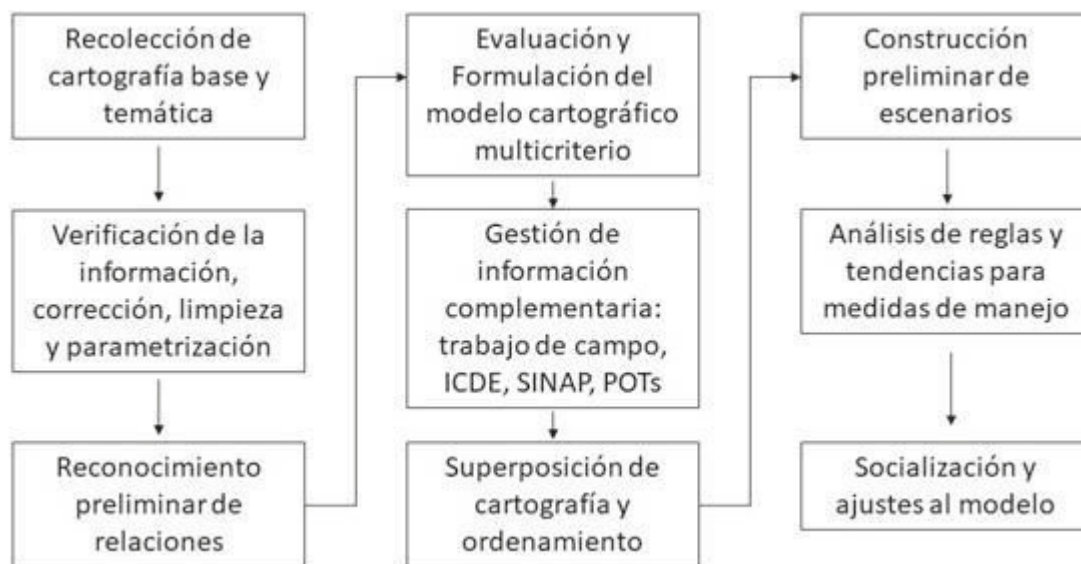 Recolección de
cartografía base y
temática
Verificación de la
información,
corrección, limpieza
y parametrización
Reconocimiento
preliminar de
relaciones
Evaluación y
Formulación del
modelo cartográfico
multicriterio
Gestión de
información
complementaria:
trabajo de campo,
ICDE, SINAP, POTs
Superposición de
cartografía y
ordenamiento
Construcción
preliminar de
escenarios
Análisis de reglas y
tendencias para
medidas de manejo
Socialización y
ajustes al modelo